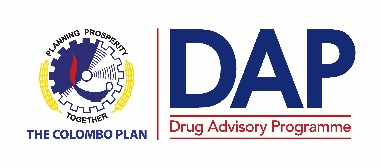 PLANNING PROSPERITY
TOGETHER
THE COLOMBO PLAN
DAP
Drug Advisory Programme